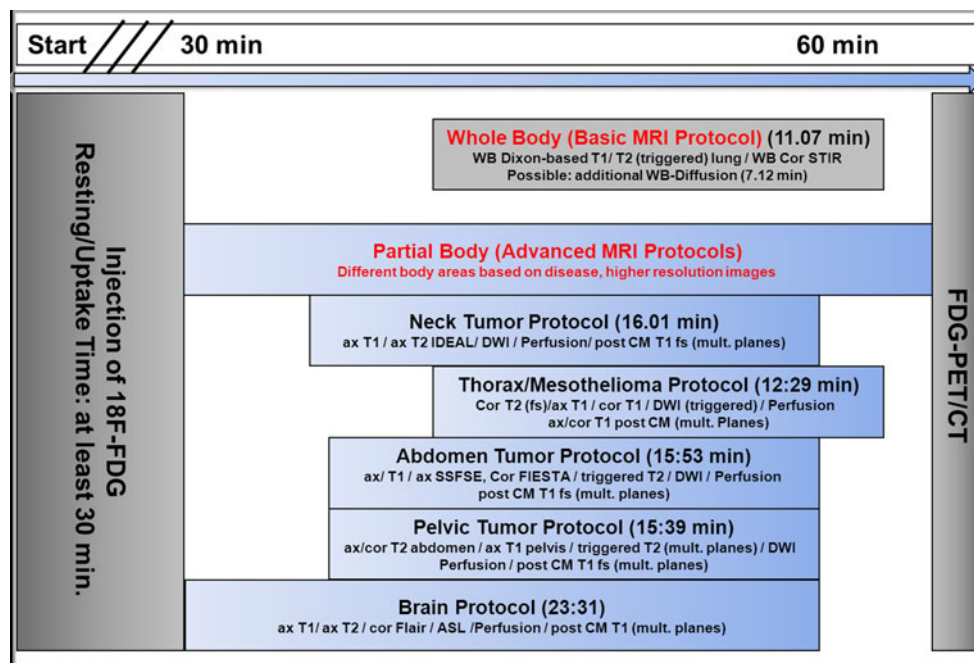 Start
30 min
60 min
Injection of 18F-FDG
Resting/Uptake Time: at least 30 min.
Whole Body (Basic MRI Protocol) (11.07 min)
WB Dixon-based T1/ T2 (triggered) lung / WB Cor STIR
Possible: additional WB-Diffusion (7.12 min)
Partial Body (Advanced MRI Protocols)
Different body areas based on disease, higher resolution images
Neck Tumor Protocol (16.01 min)
ax T1 / ax T2 IDEAL/ DWI / Perfusion/ post CM T1 fs (mult. planes)
Thorax/Mesothelioma Protocol (12:29 min)
Cor T2 (fs)/ax T1 / cor T1 / DWI (triggered) / Perfusion
ax/cor T1 post CM (mult. Planes)
Abdomen Tumor Protocol (15:53 min)
ax/ T1 / ax SSFSE, Cor FIESTA / triggered T2 / DWI / Perfusion
post CM T1 fs (mult. planes)
Pelvic Tumor Protocol (15:39 min)
ax/cor T2 abdomen / ax T1 pelvis / triggered T2 (mult. planes) / DWI
Perfusion / post CM T1 fs (mult. planes)
Brain Protocol (23:31)
ax T1/ ax T2 / cor Flair / ASL /Perfusion / post CM T1 (mult. planes)
FDG-PET/CT